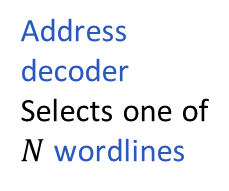 Address
decoder
Selects one of
N wordlines